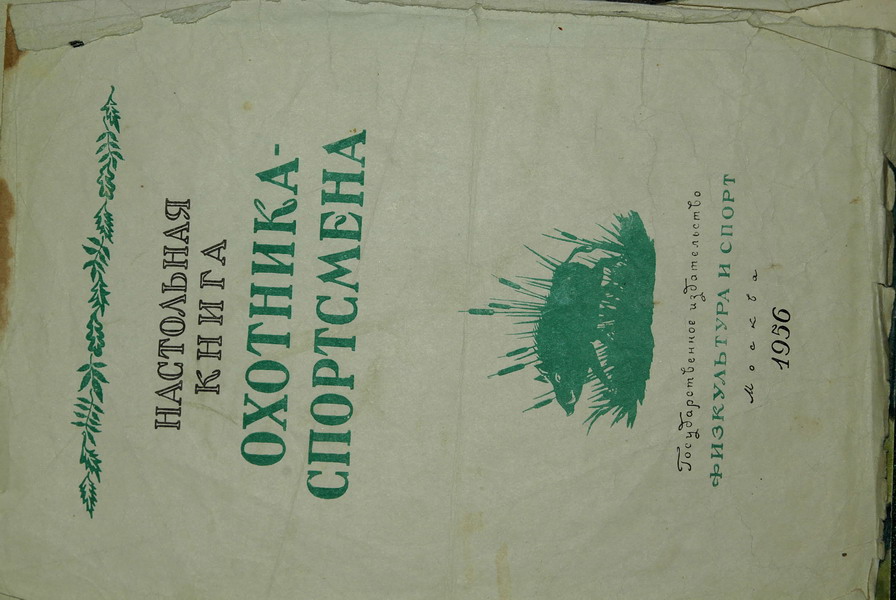 НАСТОЛЬНАЯ
КНИГА
ОХОТНИКА-
СПОРТСМЕНА
Государственное издательство
ФИЗКУЛЬТУРА И СПОРТ
Москва
1956